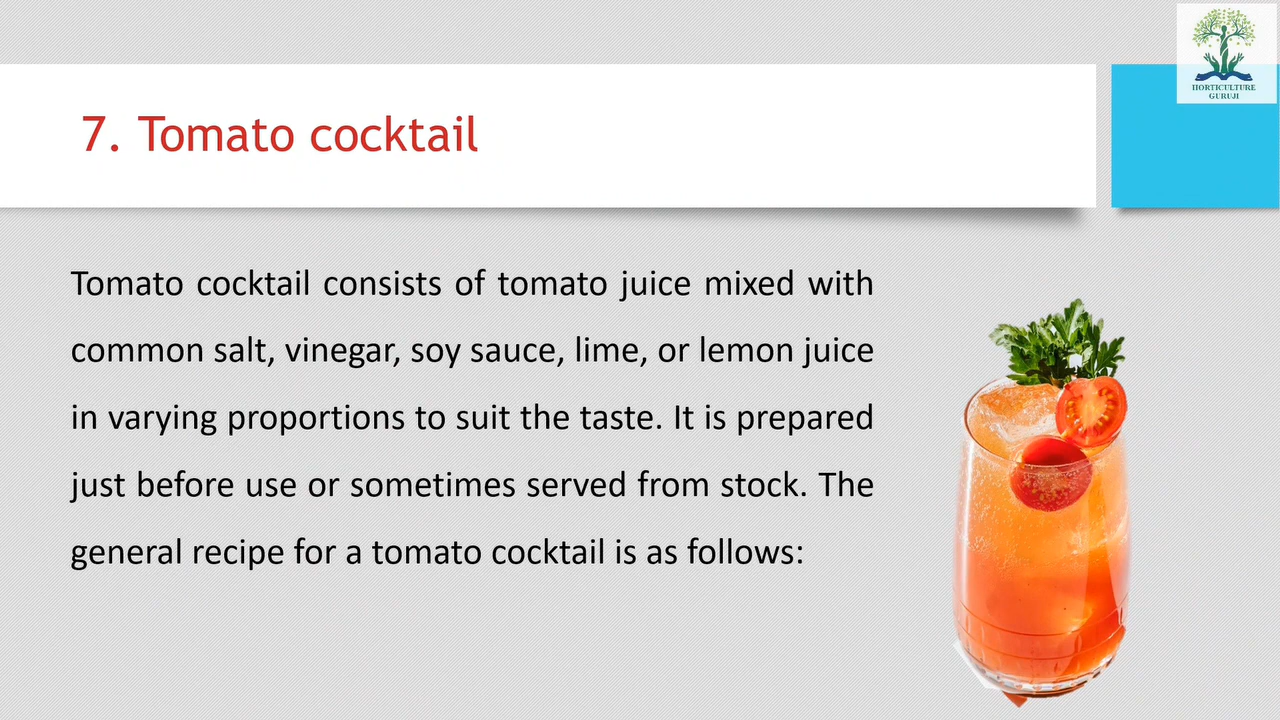 HORTICULTURE
GURUJI
7. Tomato cocktail
Tomato cocktail consists of tomato juice mixed with
common salt, vinegar, soy sauce, lime, or lemon juice
in varying proportions to suit the taste. It is prepared
just before use or sometimes served from stock. The
general recipe for a tomato cocktail is as follows: